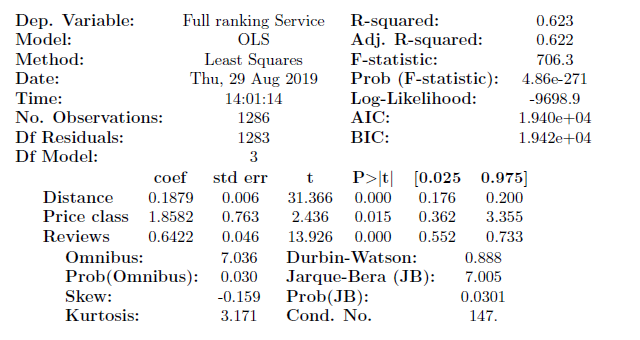 Dep. Variable: Full ranking Service R-squared: 0.623
Model: OLS Adj. R-squared: 0.622
Method: Least Squares F-statistic: 706.3
Date: Thu, 29 Aug 2019 Prob (F-statistic): 4.86e-271
Time: 14:01:14 Log-Likelihood: -9698.9
No. Observations: 1286 AIC: 1.940e+04
Df Residuals: 1283 BIC: 1.942e+04
Df Model: 3
coef std err t P>|t| [0.025 0.975]
Distance 0.1879 0.006 31.366 0.000 0.176 0.200
Price class 1.8582 0.763 2.436 0.015 0.362 3.355
Reviews 0.6422 0.046 13.926 0.000 0.552 0.733
Omnibus: 7.036 Durbin-Watson: 0.888
Prob(Omnibus): 0.030 Jarque-Bera (JB): 7.005
Skew: -0.159 Prob(JB): 0.0301
Kurtosis: 3.171 Cond. No. 147.